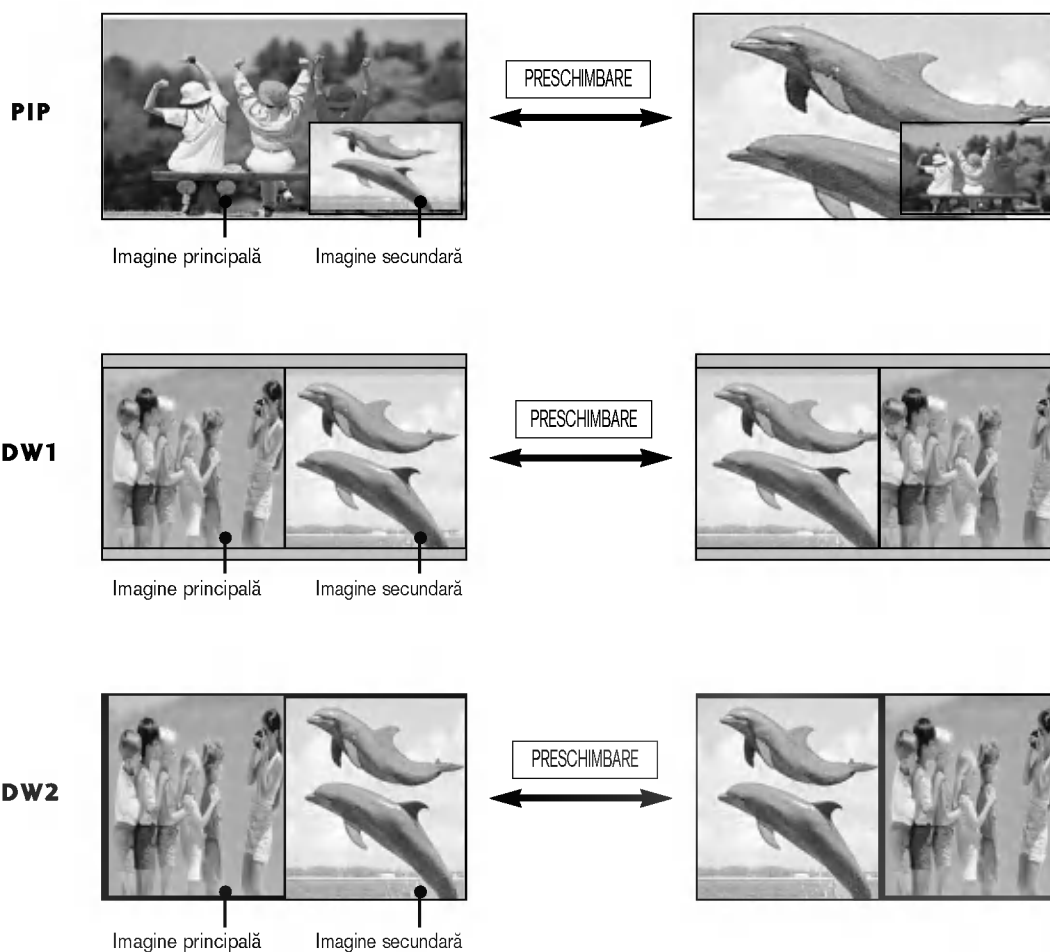 PRESCHIMBARE
PIP
Imagine principală
Imagine secundară
PRESCHIMBARE
DW1
Imagine principală
Imagine secundară
PRESCHIMBARE
DW2
Imagine principală
Imagine secundară